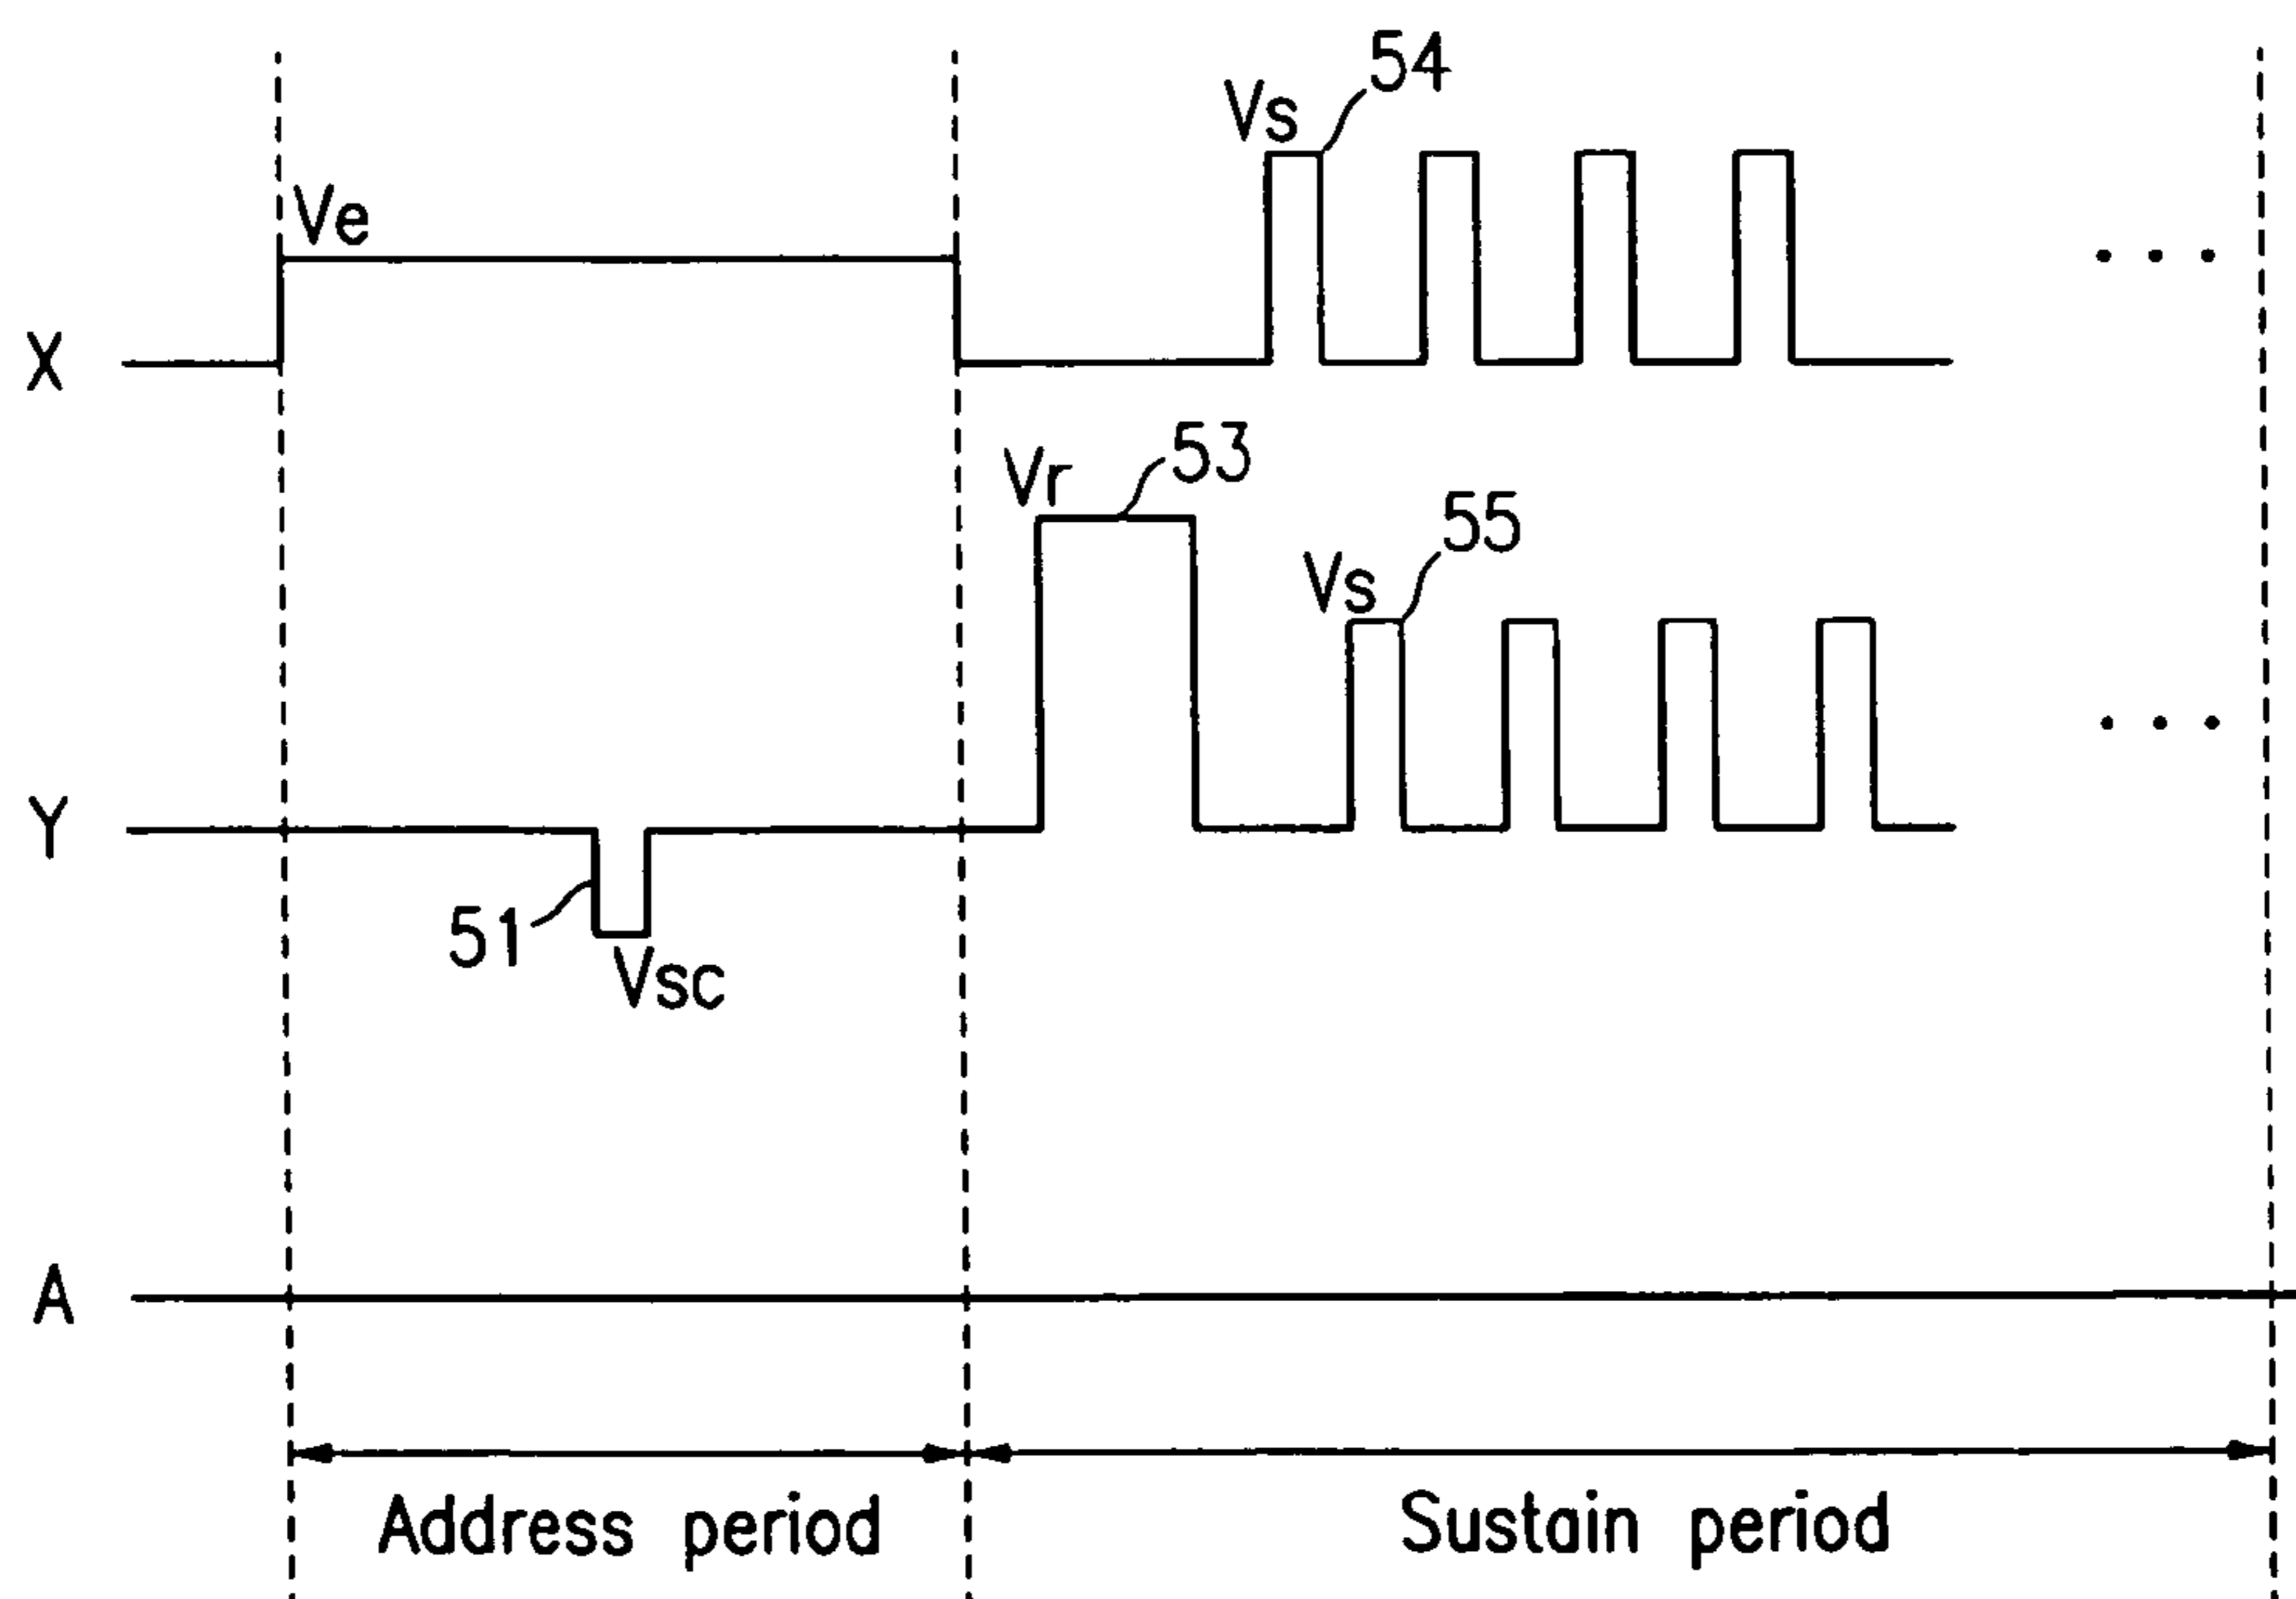 54
Vs
Ve
X
Vr
53
55
Vs
Y
51
Vsc
A
Address period
Sustain period